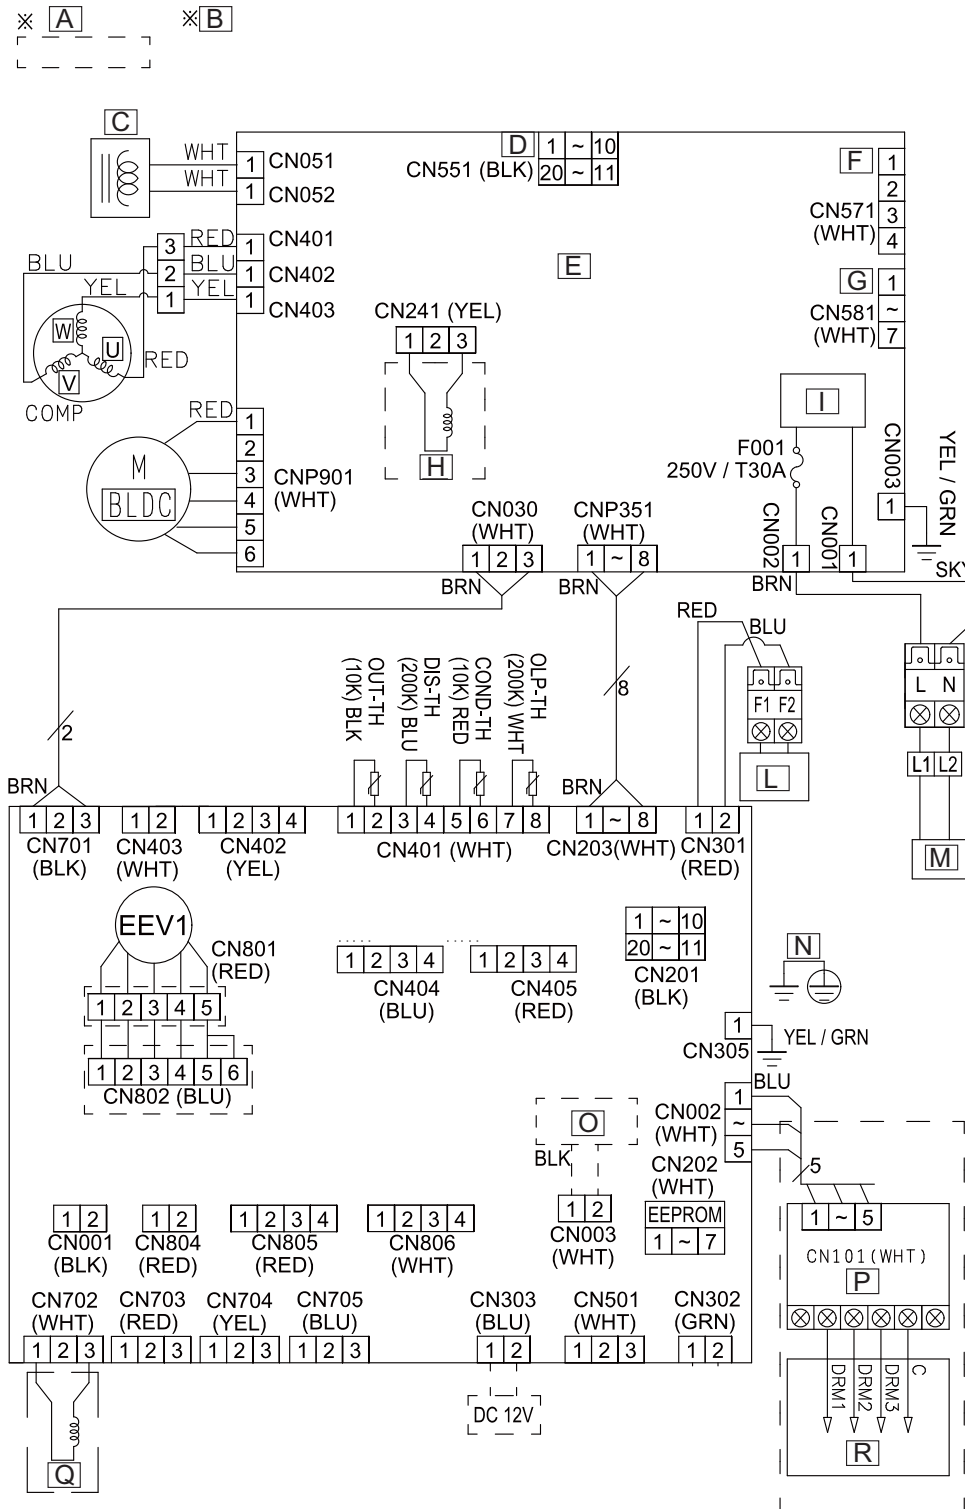 ※ A ※ B
C
WHT
WHT
1 CN051
1 CN052
D 1 ~ 10
CN551 (BLK) 20 ~ 11
F 1
2
CN571 3
(WHT) 4
G 1
CN581 ~
(WHT) 7
E
3 RED 1 CN401
BLU 2 BLU 1 CN402
YEL 1 YEL 1 CN403
W
U
V
RED
COMP
CN241 (YEL)
1 2 3
H
I
F001
250V / T30A
CN003
1
YEL / GRN
RED 1
2
M 3 CNP901
BLDC 4 (WHT)
5
6
CN030
(WHT)
1 2 3
BRN
CNP351
(WHT)
1 ~ 8
BRN
CN002
1
BRN
CN001
1
SKY
RED
BLU
F1 F2
L
L N
L1 L2
M
2
8
OUT-TH
(10K) BLK
DIS-TH
(200K) BLU
COND-TH
(10K) RED
OLP-TH
(200K) WHT
BRN
BRN
1 2 3
CN701
(BLK)
1 2
CN403
(WHT)
1 2 3 4
CN402
(YEL)
1 2 3 4 5 6 7 8
CN401 (WHT)
1 ~ 8
CN203(WHT)
1 2
CN301
(RED)
EEV1
CN801
(RED)
1 2 3 4 5
1 2 3 4 5 6
CN802 (BLU)
1 2 3 4
CN404
(BLU)
1 2 3 4
CN405
(RED)
1 ~ 10
20 ~ 11
CN201
(BLK)
N
1
CN305
YEL / GRN
BLU
CN002 1
(WHT) ~
5
5
O
BLK
1 2
CN003
(WHT)
CN202
(WHT)
EEPROM
1 ~ 7
1 ~ 5
CN101(WHT)
P
DRM1
DRM2
DRM3
C
R
1 2
CN001
(BLK)
1 2
CN804
(RED)
1 2 3 4
CN805
(RED)
1 2 3 4
CN806
(WHT)
CN702
(WHT)
1 2 3
CN703
(RED)
1 2 3
CN704
(YEL)
1 2 3
CN705
(BLU)
1 2 3
CN303
(BLU)
1 2
CN501
(WHT)
1 2 3
CN302
(GRN)
1 2
DC 12V
Q